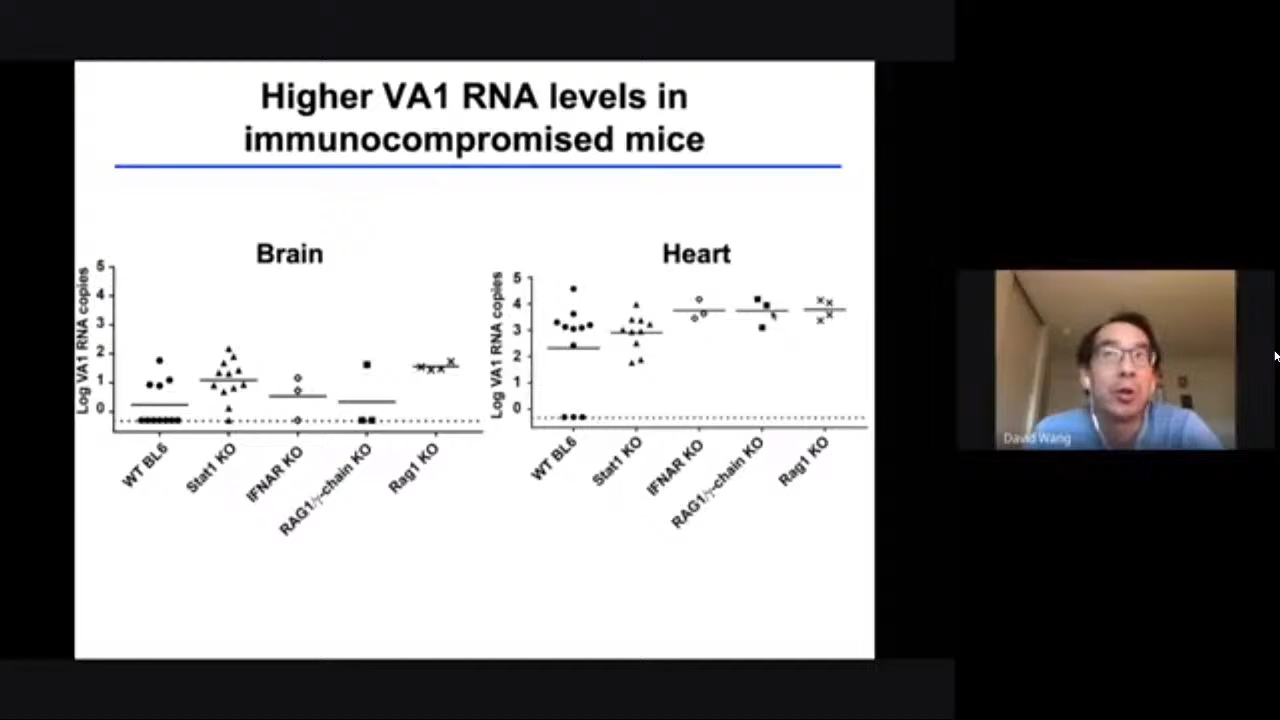 Higher VA1 RNA levels in
immunocompromised mice
Brain
Log VA1 RNA copies
5
4
3
2
1
0
WT BL6
Stat1 KO
IFNAR KO
RAG1/γ-chain KO
Rag1 KO
Heart
Log VA1 RNA copies
5
4
3
2
1
0
WT BL6
Stat1 KO
IFNAR KO
RAG1/γ-chain KO
Rag1 KO
David Wang